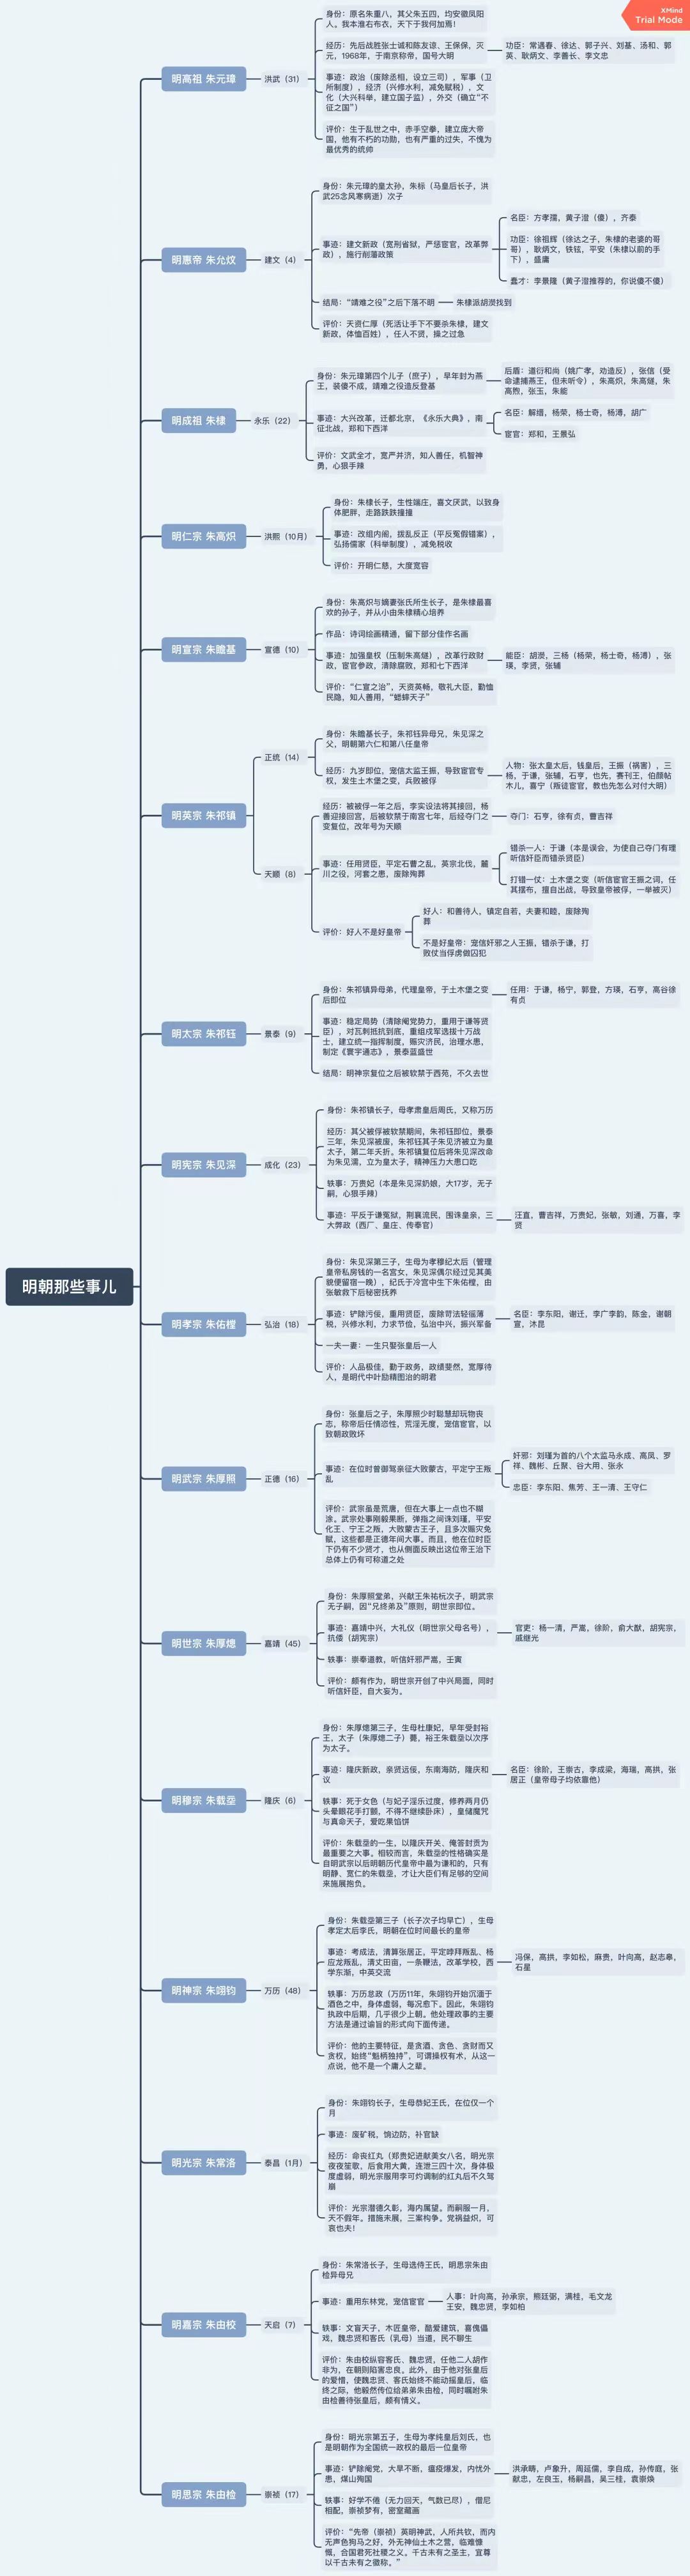 XMind
Trial Mode
明朝那些事儿
明高祖 朱元璋
洪武（31）
身份：原名朱重八，其父朱五四，均安徽凤阳
人。我本淮右布衣，天下于我何加焉！
经历：先后战胜张士诚和陈友谅、王保保，灭
元，1968年，于南京称帝，国号大明
功臣：常遇春、徐达、郭子兴、刘基、汤和、郭
英、耿炳文、李善长、李文忠
事迹：政治（废除丞相，设立三司），军事（卫
所制度），经济（兴修水利，减免赋税），文
化（大兴科举，建立国子监），外交（确立“不
征之国”）
评价：生于乱世之中，赤手空拳，建立庞大帝
国，他有不朽的功勋，也有严重的过失，不愧为
最优秀的统帅
明惠帝 朱允炆
建文（4）
身份：朱元璋的皇太孙，朱标（马皇后长子，洪
武25念风寒病逝）次子
事迹：建文新政（宽刑省狱，严惩宦官，改革弊
政），施行削藩政策
名臣：方孝孺，黄子澄（傻），齐泰
功臣：徐祖辉（徐达之子，朱棣的老婆的哥
哥），耿炳文，铁铉，平安（朱棣以前的手
下），盛庸
蠢才：李景隆（黄子澄推荐的，你说傻不傻）
结局：“靖难之役”之后下落不明
朱棣派胡濙找到
评价：天资仁厚（死活让手下不要杀朱棣，建文
新政，体恤百姓），任人不贤，操之过急
明成祖 朱棣
永乐（22）
身份：朱元璋第四个儿子（庶子），早年封为燕
王，装傻不成，靖难之役造反登基
后盾：道衍和尚（姚广孝，劝造反），张信（受
命逮捕燕王，但未听令），朱高炽，朱高燧，朱
高煦，张玉，朱能
事迹：大兴改革，迁都北京，《永乐大典》，南
征北战，郑和下西洋
名臣：解缙，杨荣，杨士奇，杨溥，胡广
宦官：郑和，王景弘
评价：文武全才，宽严并济，知人善任，机智神
勇，心狠手辣
明仁宗 朱高炽
洪熙（10月）
身份：朱棣长子，生性端庄，喜文厌武，以致身
体肥胖，走路跌跌撞撞
事迹：改组内阁，拨乱反正（平反冤假错案），
弘扬儒家（科举制度），减免税收
评价：开明仁慈，大度宽容
明宣宗 朱瞻基
宣德（10）
身份：朱高炽与嫡妻张氏所生长子，是朱棣最喜
欢的孙子，并从小由朱棣精心培养
作品：诗词绘画精通，留下部分佳作名画
事迹：加强皇权（压制朱高燧），改革行政财
政，宦官参政，清除腐败，郑和七下西洋
能臣：胡濙，三杨（杨荣，杨士奇，杨溥），张
瑛，李贤，张辅
评价：“仁宣之治”，天资英畅，敬礼大臣，勤恤
民隐，知人善用，“蟋蟀天子”
明英宗 朱祁镇
正统（14）
身份：朱瞻基长子，朱祁钰异母兄，朱见深之
父，明朝第六仁和第八任皇帝
经历：九岁即位，宠信太监王振，导致宦官专
权，发生土木堡之变，兵败被俘
人物：张太皇太后，钱皇后，王振（祸害），三
杨，于谦，张辅，石亨，也先，赛刊王，伯颜帖
木儿，喜宁（叛徒宦官，教也先怎么对付大明）
天顺（8）
经历：被俘一年之后，李实设法将其接回，杨
善迎接回宫，后被软禁于南宫七年，后经夺门之
变复位，改年号为天顺
夺门：石亨，徐有贞，曹吉祥
事迹：任用贤臣，平定石曹之乱，英宗北伐，麓
川之役，河套之患，废除殉葬
错杀一人：于谦（本是误会，为使自己夺门有理
听信奸臣而错杀贤臣）
打错一仗：土木堡之变（听信宦官王振之词，任
其摆布，擅自出战，导致皇帝被俘，一举被灭）
评价：好人不是好皇帝
好人：和善待人，镇定自若，夫妻和睦，废除殉
葬
不是好皇帝：宠信奸邪之人王振，错杀于谦，打
败仗当俘虏做囚犯
明太宗 朱祁钰
景泰（9）
身份：朱祁镇异母弟，代理皇帝，于土木堡之变
后即位
任用：于谦，杨宁，郭登，方瑛，石亨，高谷徐
有贞
事迹：稳定局势（清除阉党势力，重用于谦等贤
臣），对瓦剌抵抗到底，重组戍军选拨十万战
士，建立统一指挥制度，赈灾济民，治理水患，
制定《寰宇通志》，景泰蓝盛世
结局：明神宗复位之后被软禁于西苑，不久去世
明宪宗 朱见深
成化（23）
身份：朱祁镇长子，母孝肃皇后周氏，又称万历
经历：其父被俘被软禁期间，朱祁钰即位，景泰
三年，朱见深被废，朱祁钰其子朱见济被立为皇
太子，第二年夭折。朱祁镇复位后将朱见深改命
为朱见濡，立为皇太子，精神压力大患口吃
轶事：万贵妃（本是朱见深奶娘，大17岁，无子
嗣，心狠手辣）
事迹：平反于谦冤狱，荆襄流民，围诛皇亲，三
大弊政（西厂、皇庄、传奉官）
汪直，曹吉祥，万贵妃，张敏，刘通，万喜，李
贤
明孝宗 朱佑樘
弘治（18）
身份：朱见深第三子，生母为孝穆纪太后（管理
皇帝私房钱的一名宫女，朱见深偶尔经过见其美
貌便留宿一晚），纪氏于冷宫中生下朱佑樘，由
张敏救下后秘密抚养
事迹：铲除污佞，重用贤臣，废除苛法轻徭薄
税，兴修水利，力求节俭，弘治中兴，振兴军备
名臣：李东阳，谢迁，李广李韵，陈金，谢朝
宣，沐昆
一夫一妻：一生只娶张皇后一人
评价：人品极佳，勤于政务，政绩斐然，宽厚待
人，是明代中叶励精图治的明君
明武宗 朱厚照
正德（16）
身份：张皇后之子，朱厚照少时聪慧却玩物丧
志，称帝后任情恣性，荒淫无度，宠信宦官，以
致朝政败坏
事迹：在位时曾御驾亲征大败蒙古，平定宁王叛
乱
奸邪：刘瑾为首的八个太监马永成、高凤、罗
祥、魏彬、丘聚、谷大用、张永
忠臣：李东阳、焦芳、王一清、王守仁
评价：武宗虽是荒唐，但在大事上一点也不糊
涂。武宗处事刚毅果断，弹指之间诛刘瑾，平安
化王、宁王之叛，大败蒙古王子，且多次赈灾免
赋，这些都是正德年间大事。而且，他在位时臣
下仍有不少贤才，也从侧面反映出这位帝王治下
总体上仍有可称道之处
明世宗 朱厚熜
嘉靖（45）
身份：朱厚照堂弟，兴献王朱祐杬次子，明武宗
无子嗣，因“兄终弟及”原则，明世宗即位。
事迹：嘉靖中兴，大礼仪（明世宗父母名号），
抗倭（胡宪宗）
官吏：杨一清，严嵩，徐阶，俞大猷，胡宪宗，
戚继光
轶事：崇奉道教，听信奸邪严嵩，壬寅
评价：颇有作为，明世宗开创了中兴局面，同时
听信奸臣，自大妄为。
明穆宗 朱载坖
隆庆（6）
身份：朱厚熜第三子，生母杜康妃，早年受封裕
王，太子（朱厚熜二子）薨，裕王朱载坖以次序
为太子。
事迹：隆庆新政，亲贤远佞，东南海防，隆庆和
议
名臣：徐阶，王崇古，李成梁，海瑞，高拱，张
居正（皇帝母子均依靠他）
轶事：死于女色（与妃子淫乐过度，修养两月仍
头晕眼花手打颤，不得不继续卧床），皇储魔咒
与真命天子，爱吃果馅饼
评价：朱载坖的一生，以隆庆开关、俺答封贡为
最重要之大事。相较而言，朱载坖的性格确实是
自明武宗以后明朝历代皇帝中最为谦和的，只有
明静、宽仁的朱载坖，才让大臣们有足够的空间
来施展抱负。
明神宗 朱翊钧
万历（48）
身份：朱载坖第三子（长子次子均早亡），生母
孝定太后李氏，明朝在位时间最长的皇帝
事迹：考成法，清算张居正，平定哱拜叛乱、杨
应龙叛乱，清丈田亩，一条鞭法，改革学校，西
学东渐，中英交流
冯保，高拱，李如松，麻贵，叶向高，赵志皋，
石星
轶事：万历怠政（万历11年，朱翊钧开始沉湎于
酒色之中，身体虚弱，每况愈下。因此，朱翊钧
执政中后期，几乎很少上朝。他处理政事的主要
方法是通过谕旨的形式向下面传递。
评价：他的主要特征，是贪酒、贪色、贪财而又
贪权，始终“魁柄独持”，可谓操权有术，从这一
点说，他不是一个庸人之辈。
明光宗 朱常洛
泰昌（1月）
身份：朱翊钧长子，生母恭妃王氏，在位仅一个
月
事迹：废矿税，饷边防，补官缺
经历：命丧红丸（郑贵妃进献美女八名，明光宗
夜夜笙歌，后食用大黄，连泄三四十次，身体极
度虚弱，明光宗服用李可灼调制的红丸后不久驾
崩
评价：光宗潜德久彰，海内属望。而嗣服一月，
天不假年。措施未展，三案构争。党祸益炽，可
哀也夫！
明嘉宗 朱由校
天启（7）
身份：朱常洛长子，生母选侍王氏，明思宗朱由
检异母兄
事迹：重用东林党，宠信宦官
人事：叶向高，孙承宗，熊廷弼，满桂，毛文龙
王安，魏忠贤，李如柏
轶事：文盲天子，木匠皇帝，酷爱建筑，喜傀儡
戏，魏忠贤和客氏（乳母）当道，民不聊生
评价：朱由校纵容客氏、魏忠贤，任他二人胡作
非为，在朝则陷害忠良。此外，由于他对张皇后
的爱惜，使魏忠贤、客氏始终不能动摇皇后，临
终之际，他毅然传位给弟弟朱由检，同时嘱咐朱
由检善待张皇后，颇有情义。
明思宗 朱由检
崇祯（17）
身份：明光宗第五子，生母为孝纯皇后刘氏，也
是明朝作为全国统一政权的最后一位皇帝
事迹：铲除阉党，大旱不断，瘟疫爆发，内忧外
患，煤山殉国
洪承畴，卢象升，周延儒，李自成，孙传庭，张
献忠，左良玉，杨嗣昌，吴三桂，袁崇焕
轶事：好学不倦（无力回天，气数已尽），僧尼
相配，崇祯梦有，密室藏画
评价：“先帝（崇祯）英明神武，人所共钦，而内
无声色狗马之好，外无神仙土木之营，临难慷
慨，合国君死社稷之义。千古未有之圣主，宜尊
以千古未有之徽称。”